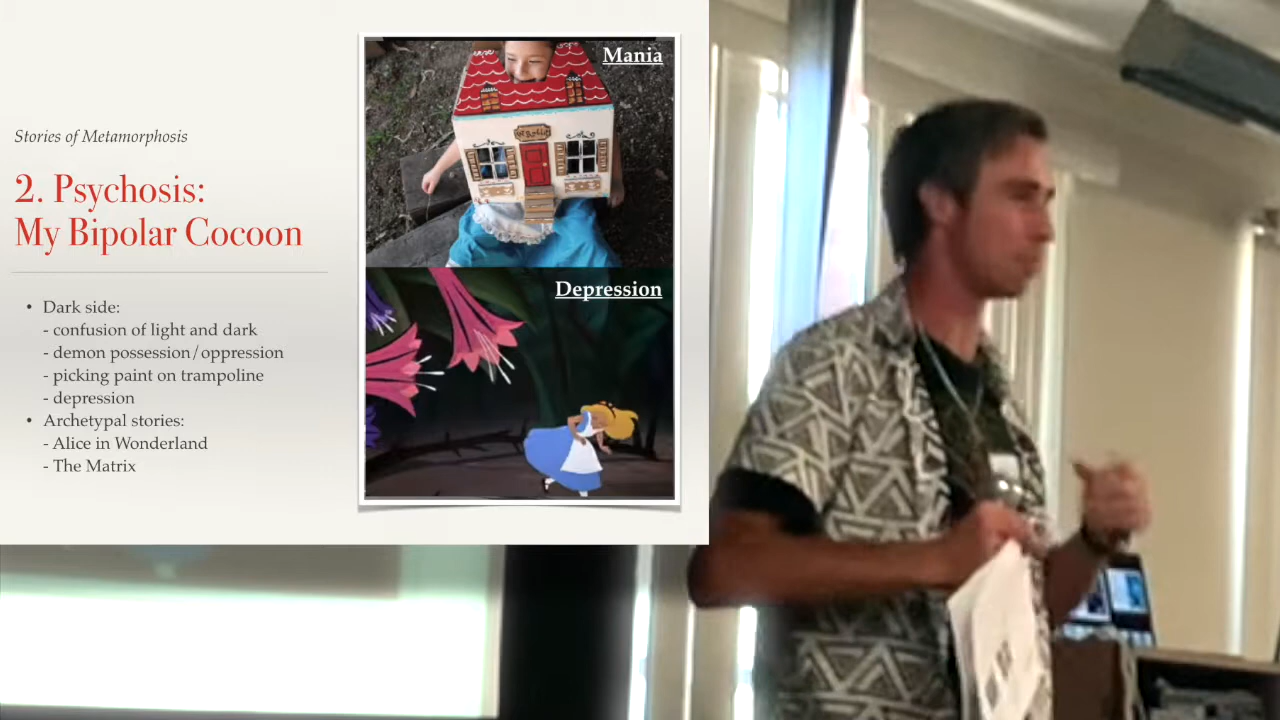 Stories of Metamorphosis
2. Psychosis:
My Bipolar Cocoon
• Dark side:
- confusion of light and dark
- demon possession/oppression
- picking paint on trampoline
- depression
• Archetypal stories:
- Alice in Wonderland
- The Matrix
Mania
Depression